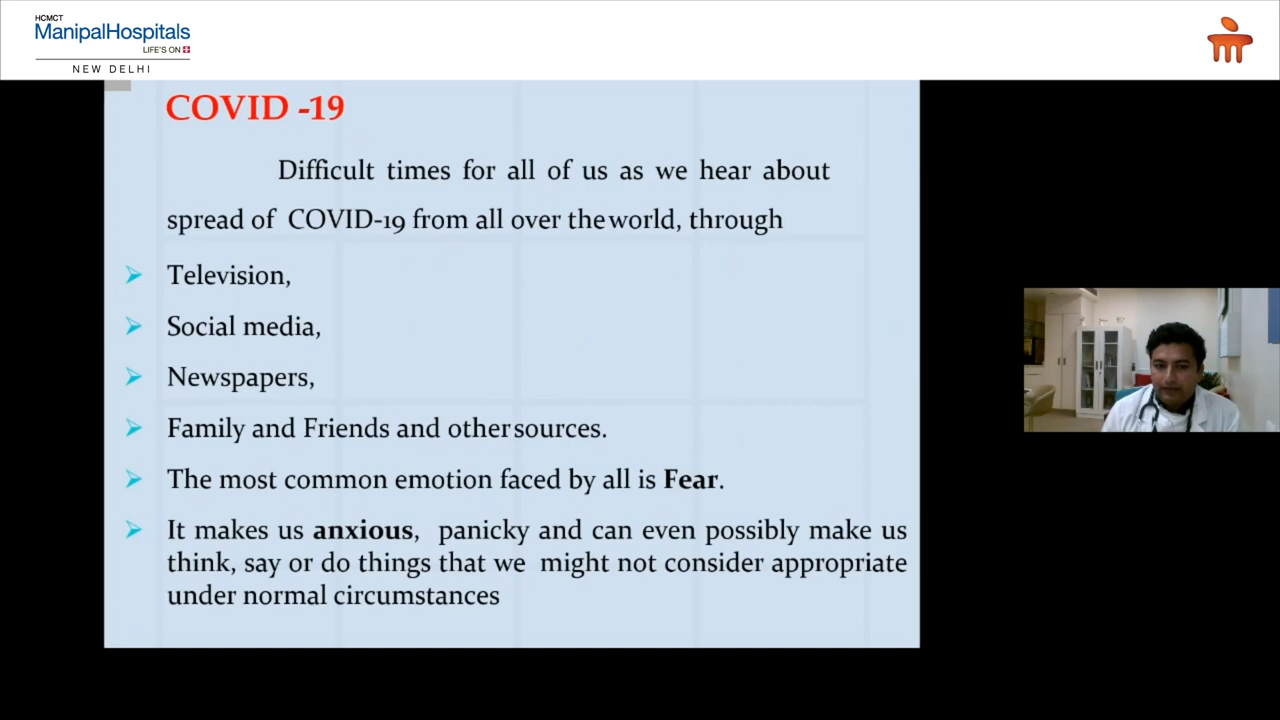 HCMCT
ManipalHospitals
LIFE'S ON
NEW DELHI
COVID -19
Difficult times for all of us as we hear about
spread of COVID-19 from all over the world, through
Television,
Social media,
Newspapers,
Family and Friends and other sources.
The most common emotion faced by all is Fear.
It makes us anxious, panicky and can even possibly make us
think, say or do things that we might not consider appropriate
under normal circumstances